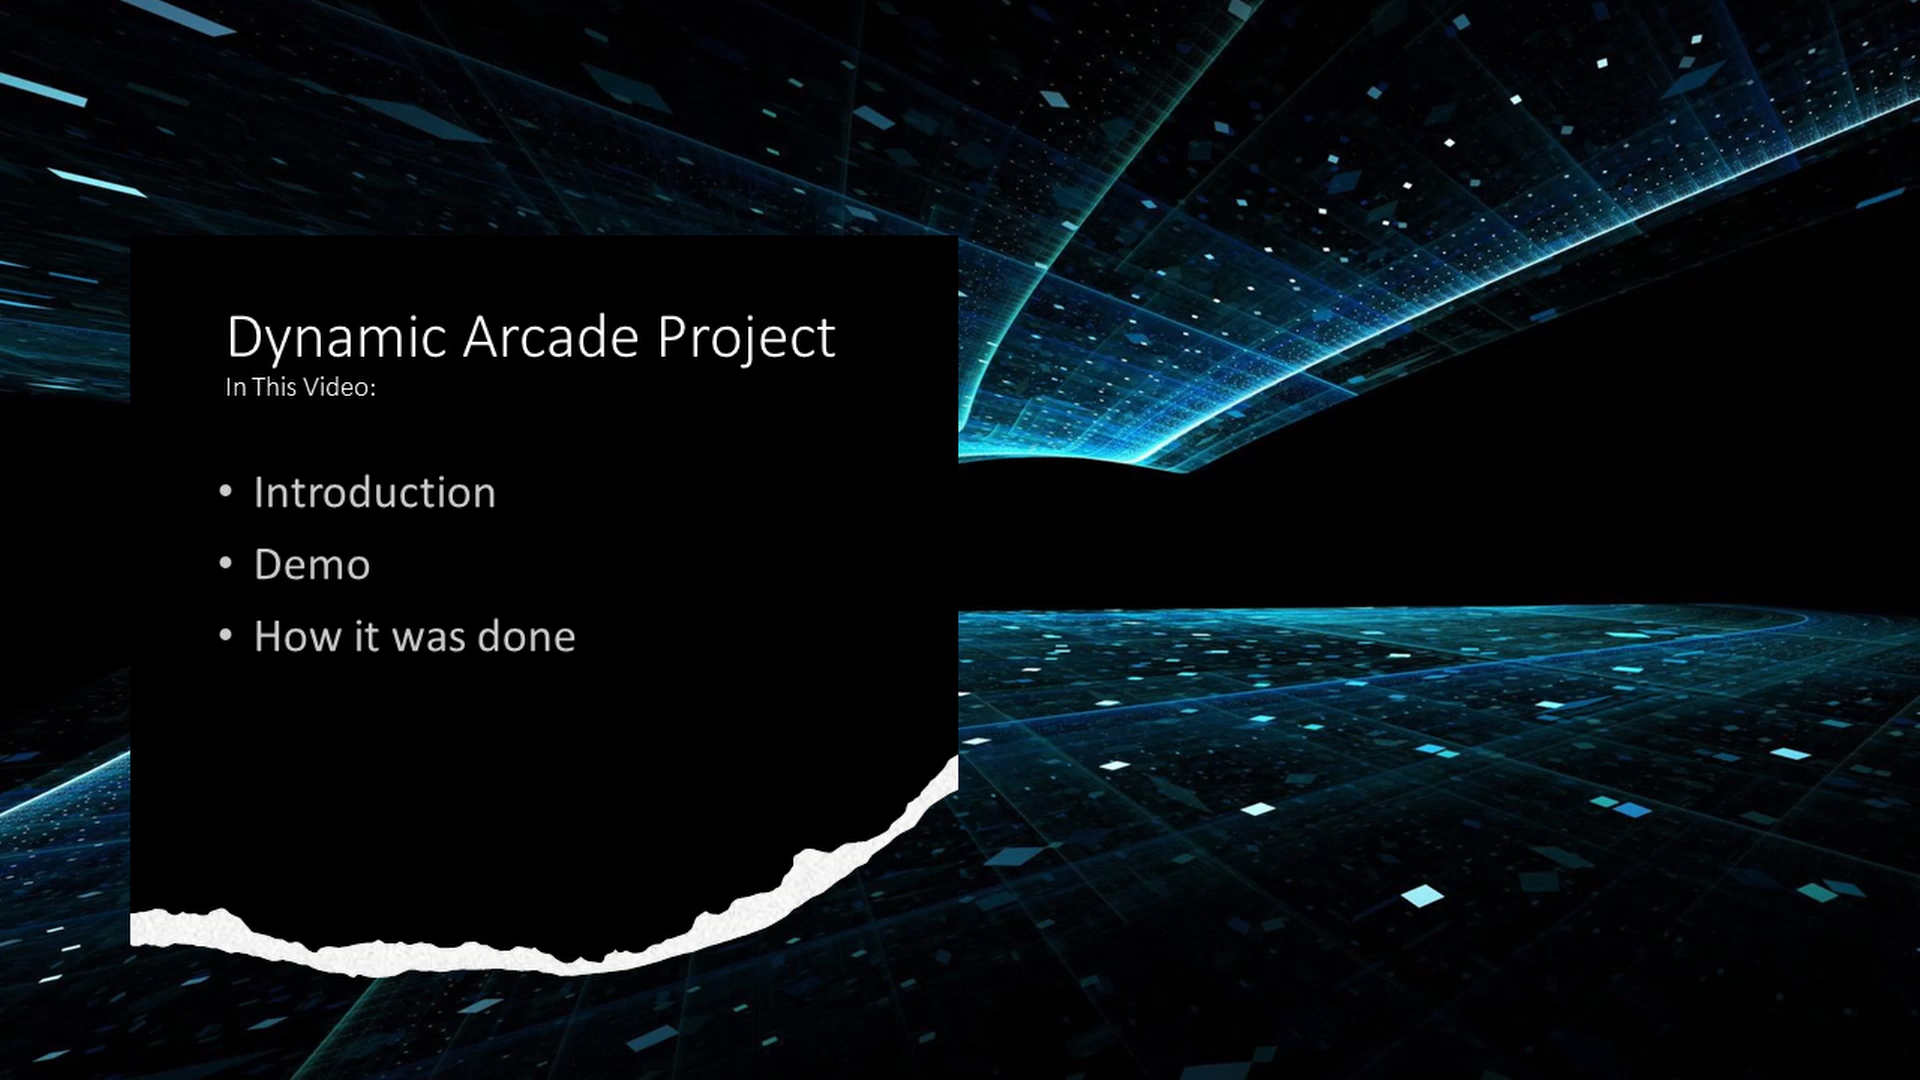 Dynamic Arcade Project
In This Video:
• Introduction
• Demo
• How it was done